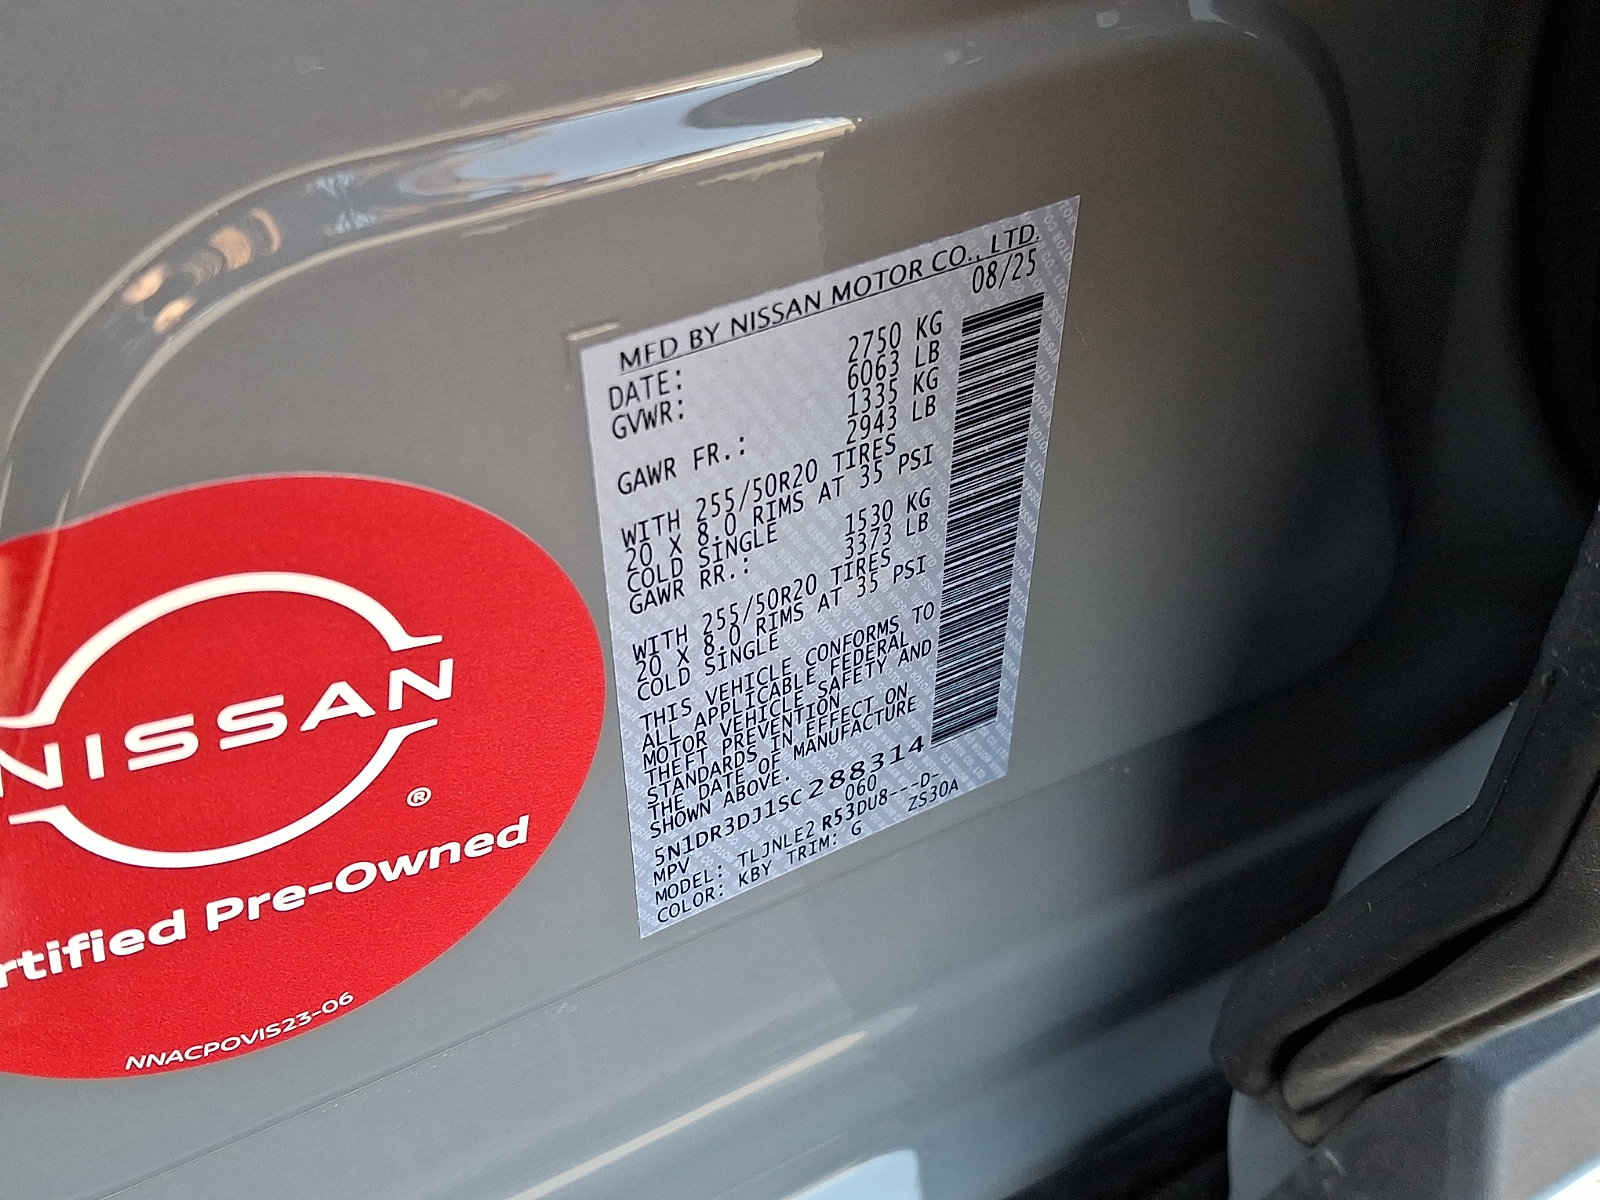 MFD BY NISSAN MOTOR CO., LTD.
DATE: 08/25
GVWR: 2750 KG
6063 LB
GAWR FR.: 1335 KG
2943 LB
WITH 255/50R20 TIRES
20 X 8.0 RIMS AT 35 PSI
COLD SINGLE
GAWR RR.: 1530 KG
3373 LB
WITH 255/50R20 TIRES
20 X 8.0 RIMS AT 35 PSI
COLD SINGLE
THIS VEHICLE CONFORMS TO
ALL APPLICABLE FEDERAL
MOTOR VEHICLE SAFETY AND
THEFT PREVENTION
STANDARDS IN EFFECT ON
THE DATE OF MANUFACTURE
SHOWN ABOVE.
5N1DR3DJ1SC288314
MPV 060
MODEL: TLJNLE2 R53DU8---D-
COLOR: KBY TRIM: G ZS30A
NISSAN
®
rtified Pre-Owned
NNACPOVIS23-06